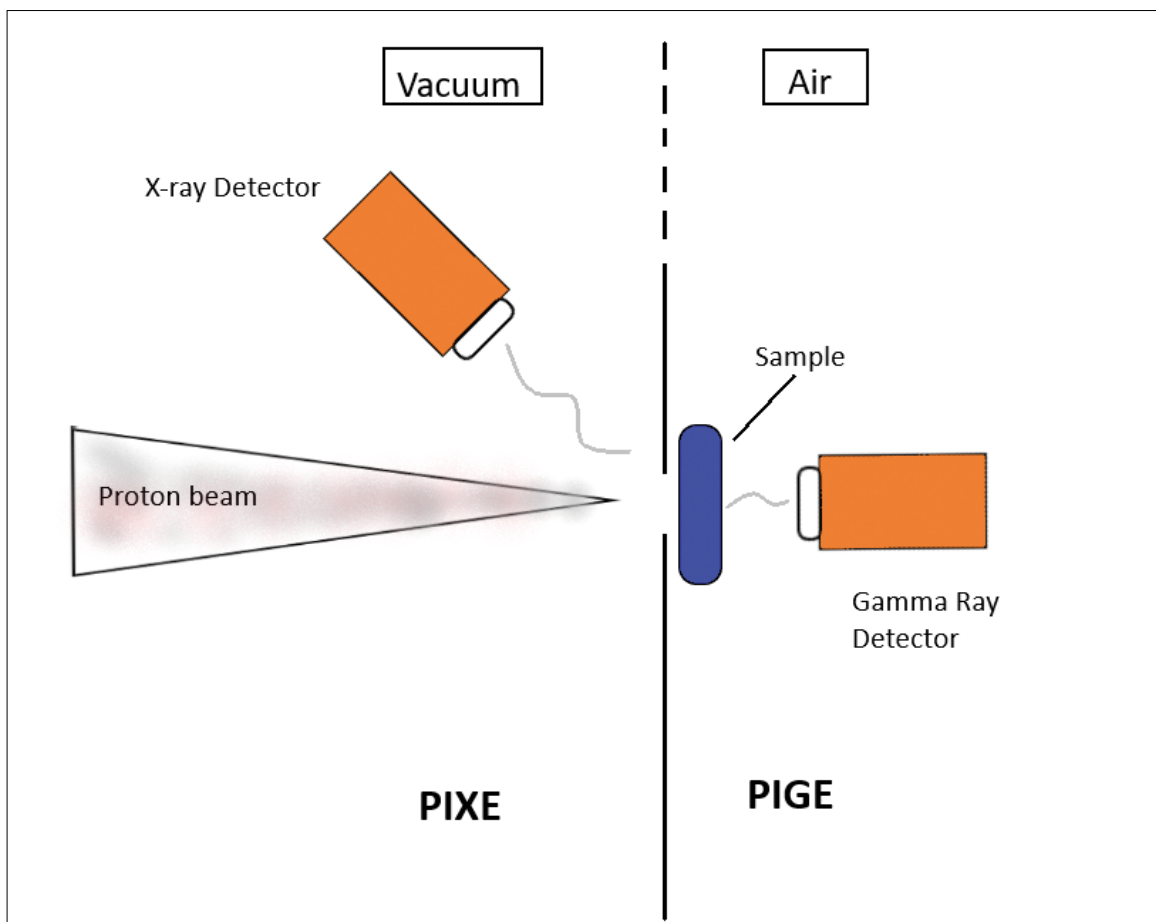 Vacuum
Air
X-ray Detector
Sample
Proton beam
Gamma Ray
Detector
PIXE
PIGE